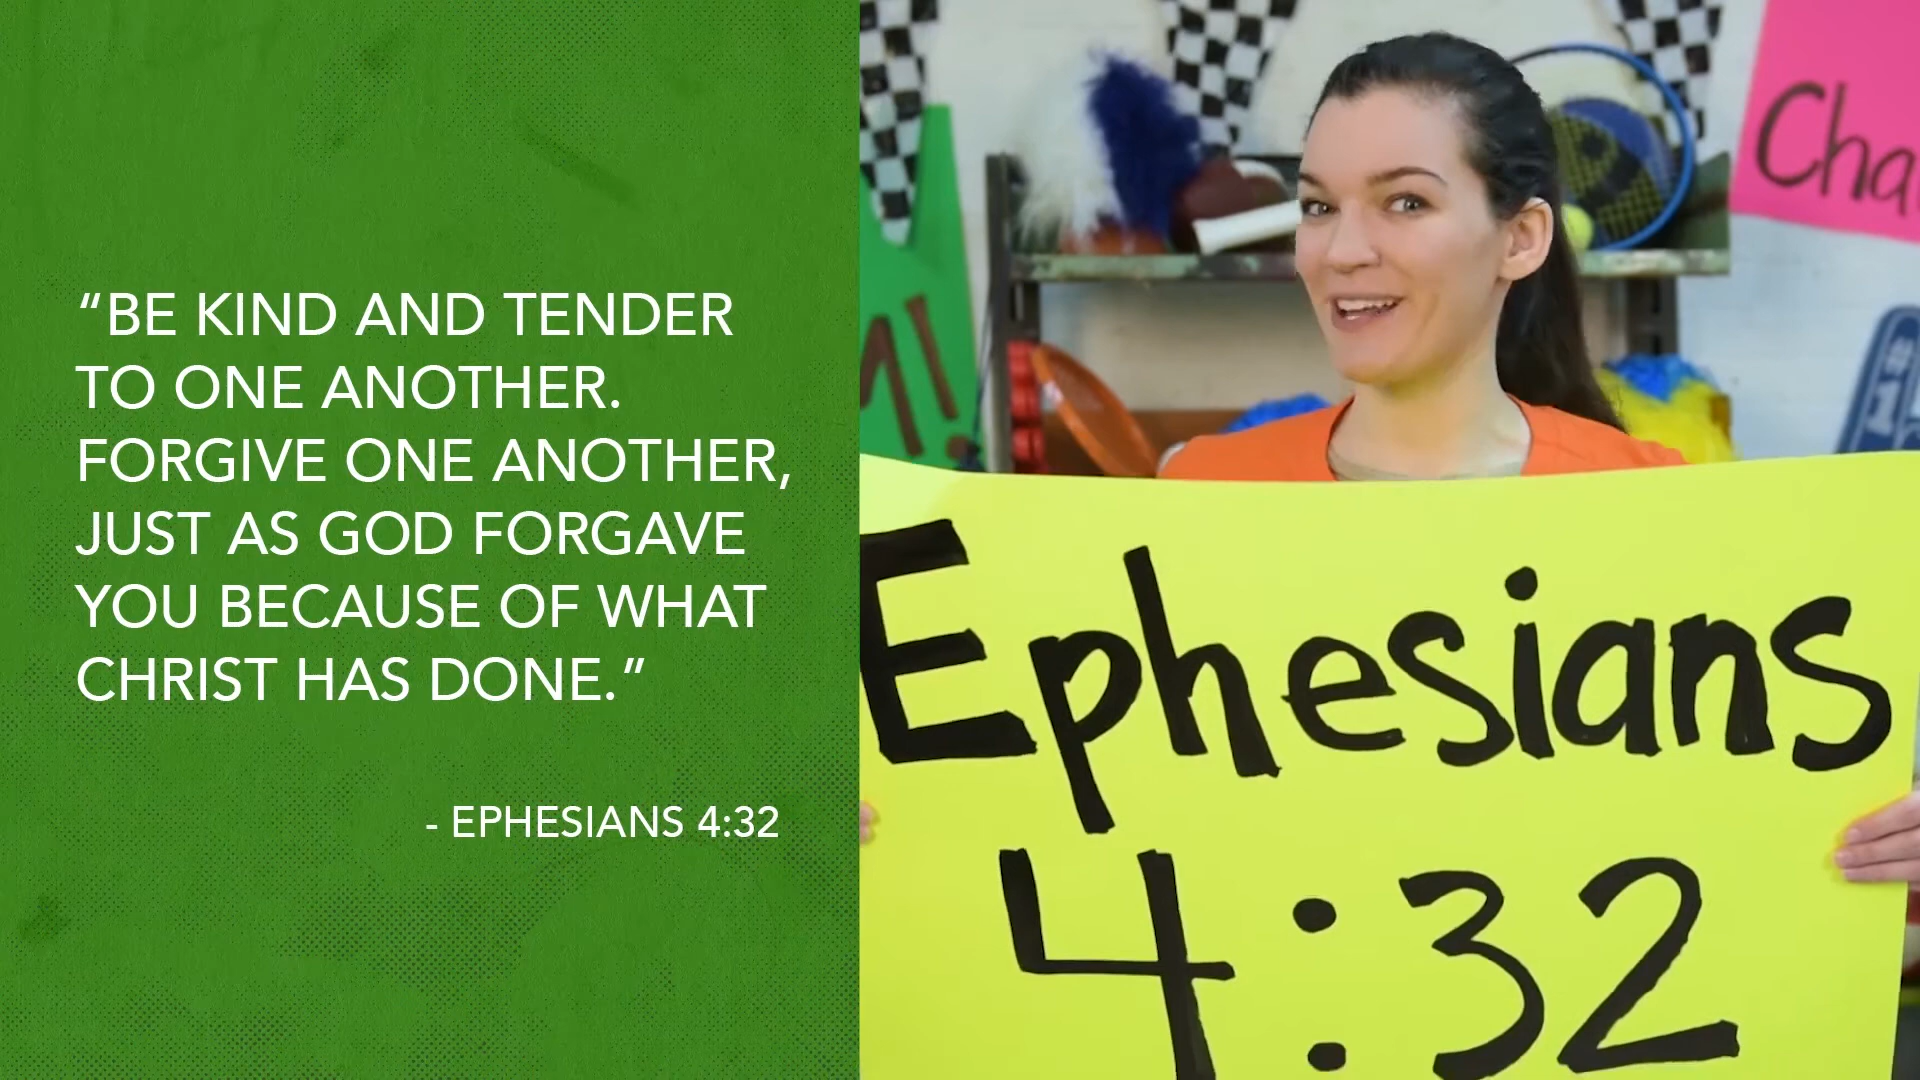 “BE KIND AND TENDER
TO ONE ANOTHER.
FORGIVE ONE ANOTHER,
JUST AS GOD FORGAVE
YOU BECAUSE OF WHAT
CHRIST HAS DONE.”
- EPHESIANS 4:32
M!
Cha
#1
Ephesians
4:32